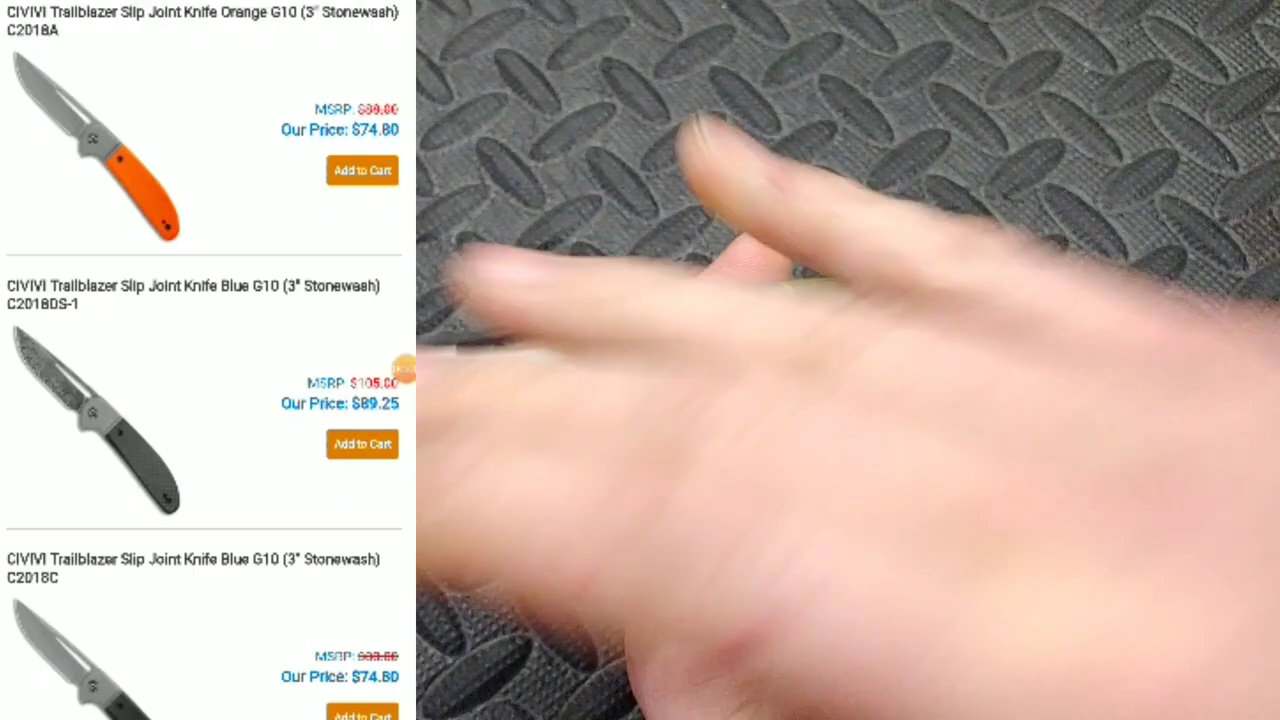 CIVIVI Trailblazer Slip Joint Knife Orange G10 (3" Stonewash)
C2018A
MSRP: $88.00
Our Price: $74.80
Add to Cart
CIVIVI Trailblazer Slip Joint Knife Blue G10 (3" Stonewash)
C2018DS-1
MSRP: $105.00
Our Price: $89.25
Add to Cart
CIVIVI Trailblazer Slip Joint Knife Blue G10 (3" Stonewash)
C2018C
MSRP: $88.00
Our Price: $74.80
Add to Cart